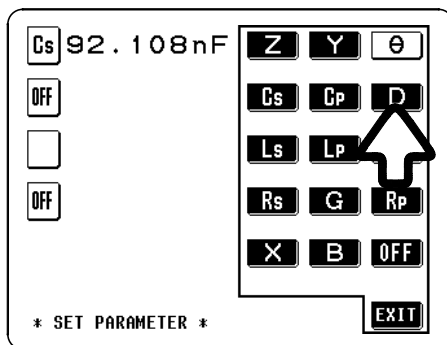 Cs 92.108nF Z Y θ
OFF Cs Cp D
Ls Lp
OFF Rs G Rp
X B OFF
* SET PARAMETER * EXIT